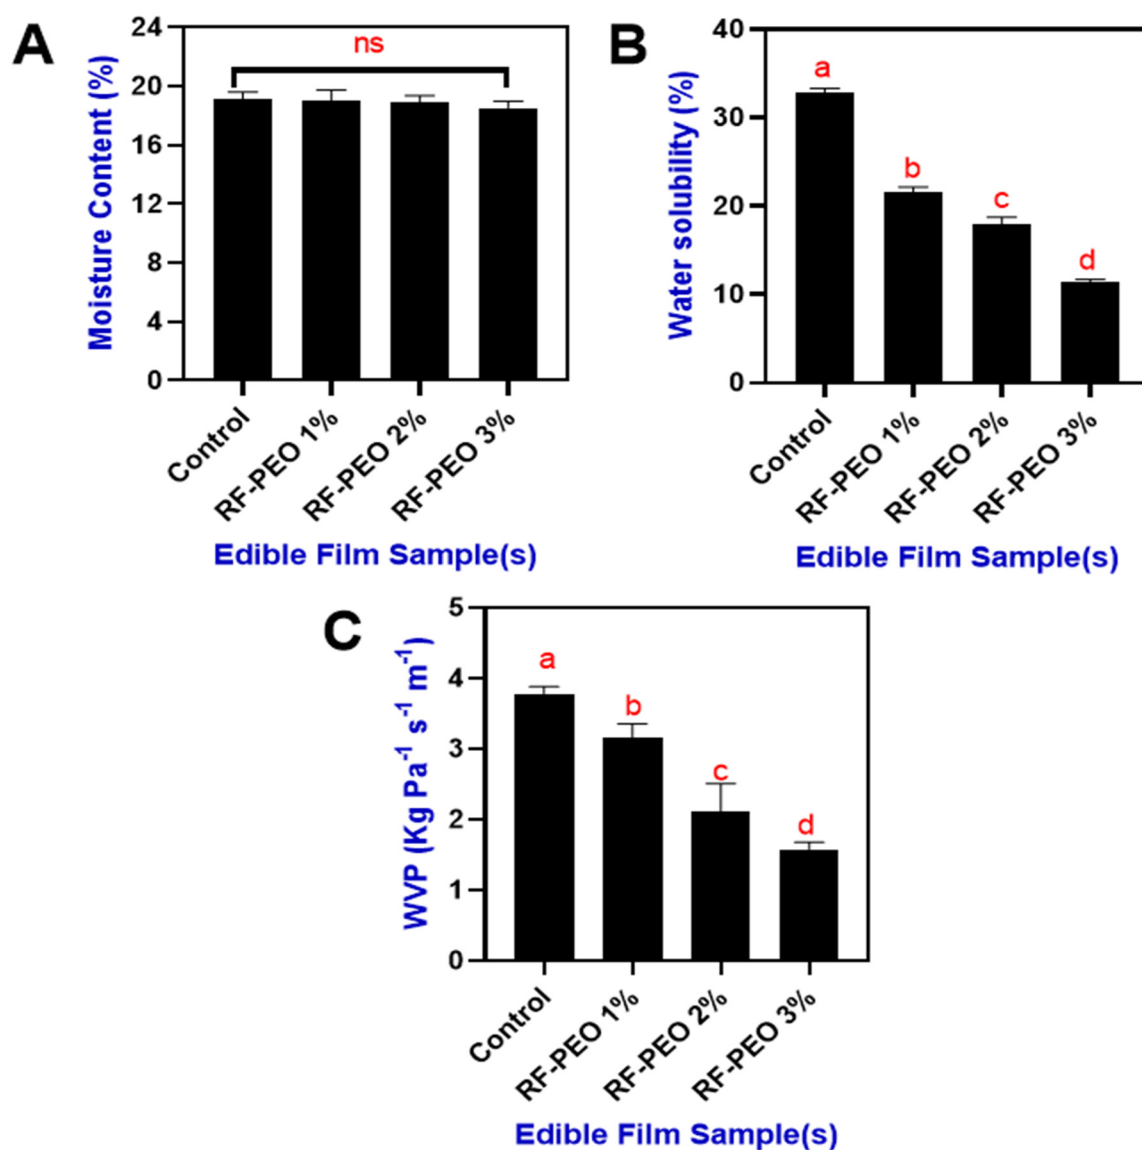 A
Moisture Content (%)
24
20
16
12
8
4
0
ns
Control
RF-PEO 1%
RF-PEO 2%
RF-PEO 3%
Edible Film Sample(s)
B
Water solubility (%)
40
30
20
10
0
a
b
c
d
Control
RF-PEO 1%
RF-PEO 2%
RF-PEO 3%
Edible Film Sample(s)
C
WVP (Kg Pa⁻¹ s⁻¹ m⁻¹)
5
4
3
2
1
0
a
b
c
d
Control
RF-PEO 1%
RF-PEO 2%
RF-PEO 3%
Edible Film Sample(s)